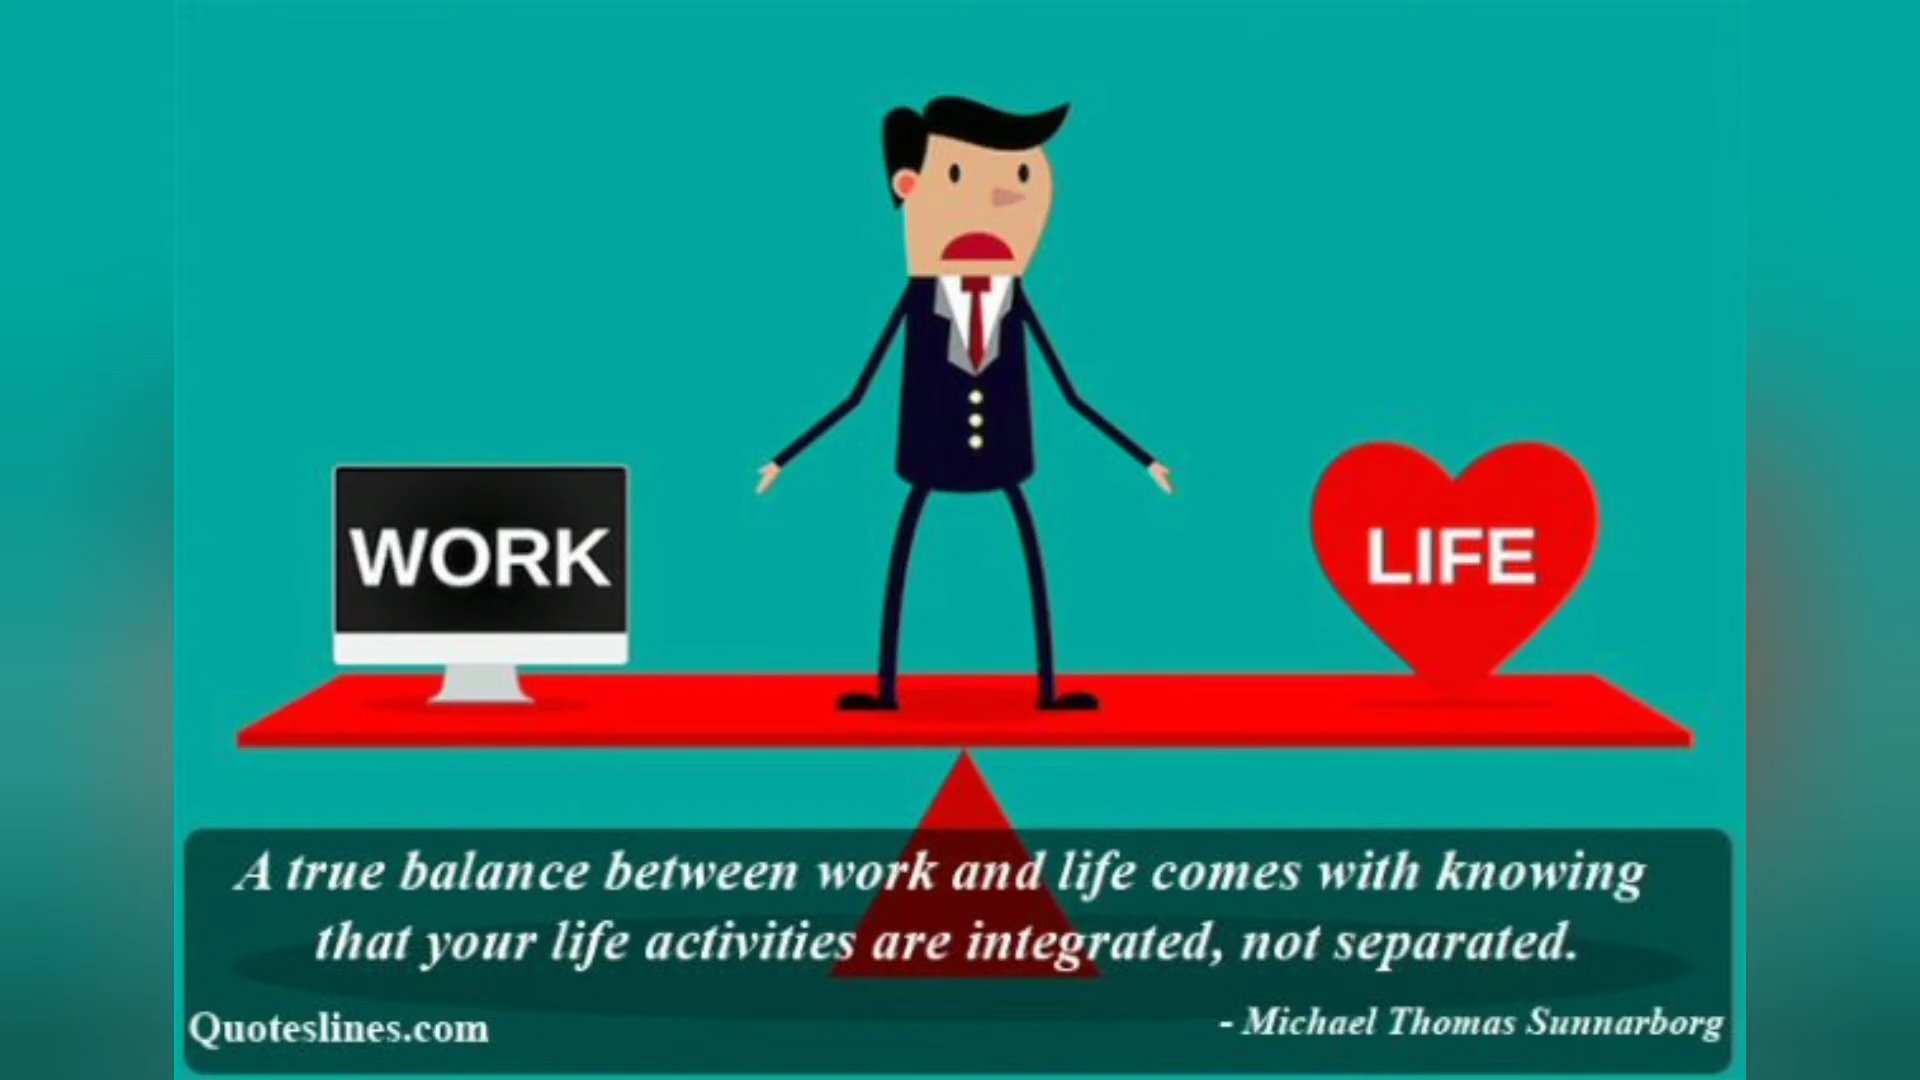 WORK
LIFE
A true balance between work and life comes with knowing
that your life activities are integrated, not separated.
Quoteslines.com
- Michael Thomas Sunnarborg